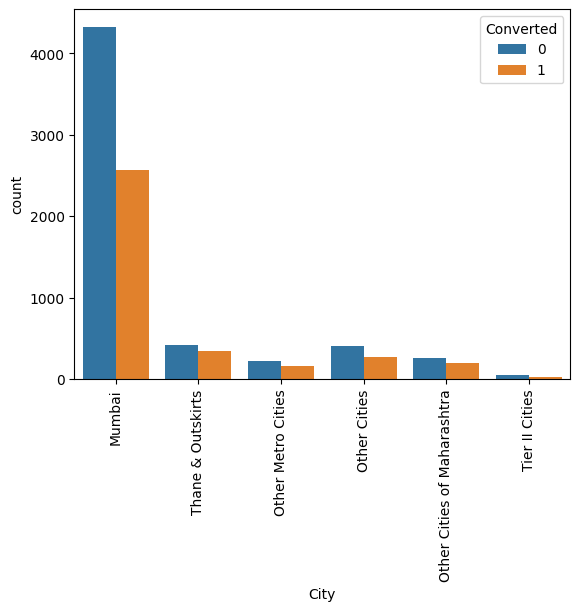 4000
3000
2000
1000
0
count
Converted
0
1
Mumbai
Thane & Outskirts
Other Metro Cities
Other Cities
Other Cities of Maharashtra
Tier II Cities
City